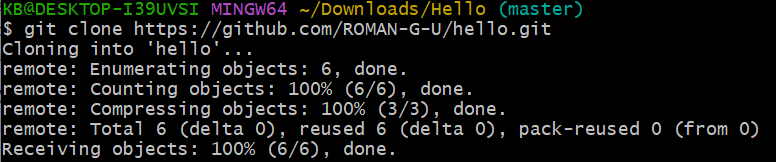 KB@DESKTOP-I39UVSI MINGW64 ~/Downloads/Hello (master)
$ git clone https://github.com/ROMAN-G-U/hello.git
Cloning into 'hello'...
remote: Enumerating objects: 6, done.
remote: Counting objects: 100% (6/6), done.
remote: Compressing objects: 100% (3/3), done.
remote: Total 6 (delta 0), reused 6 (delta 0), pack-reused 0 (from 0)
Receiving objects: 100% (6/6), done.